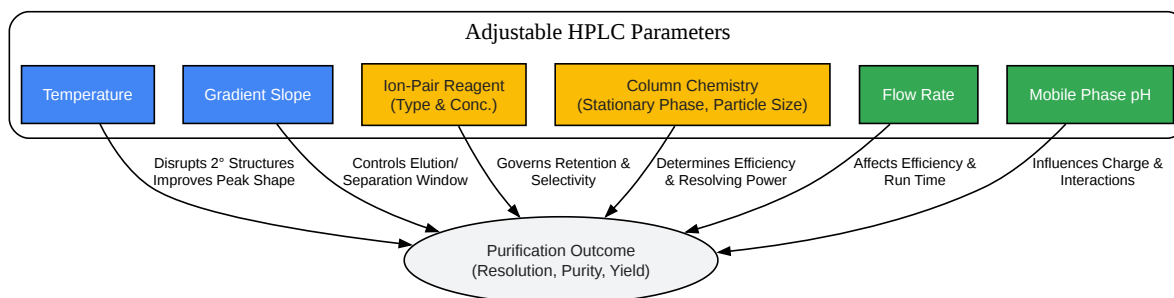 Adjustable HPLC Parameters
Temperature
Gradient Slope
Ion-Pair Reagent
(Type & Conc.)
Column Chemistry
(Stationary Phase, Particle Size)
Flow Rate
Mobile Phase pH
Disrupts 2° Structures
Improves Peak Shape
Controls Elution/
Separation Window
Governs Retention &
Selectivity
Determines Efficiency
& Resolving Power
Affects Efficiency &
Run Time
Influences Charge &
Interactions
Purification Outcome
(Resolution, Purity, Yield)